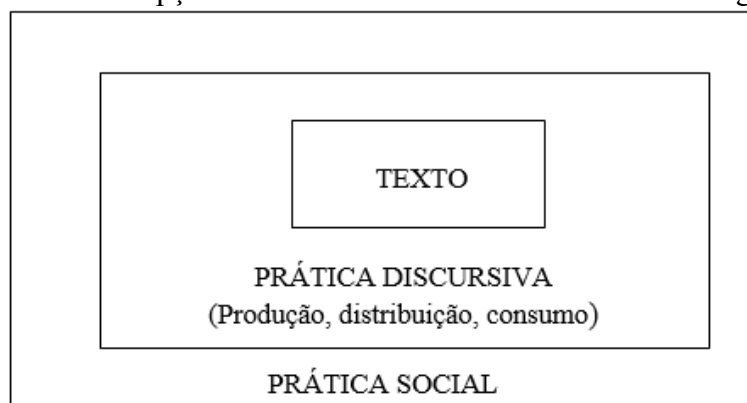 TEXTO
PRÁTICA DISCURSIVA
(Produção, distribuição, consumo)
PRÁTICA SOCIAL